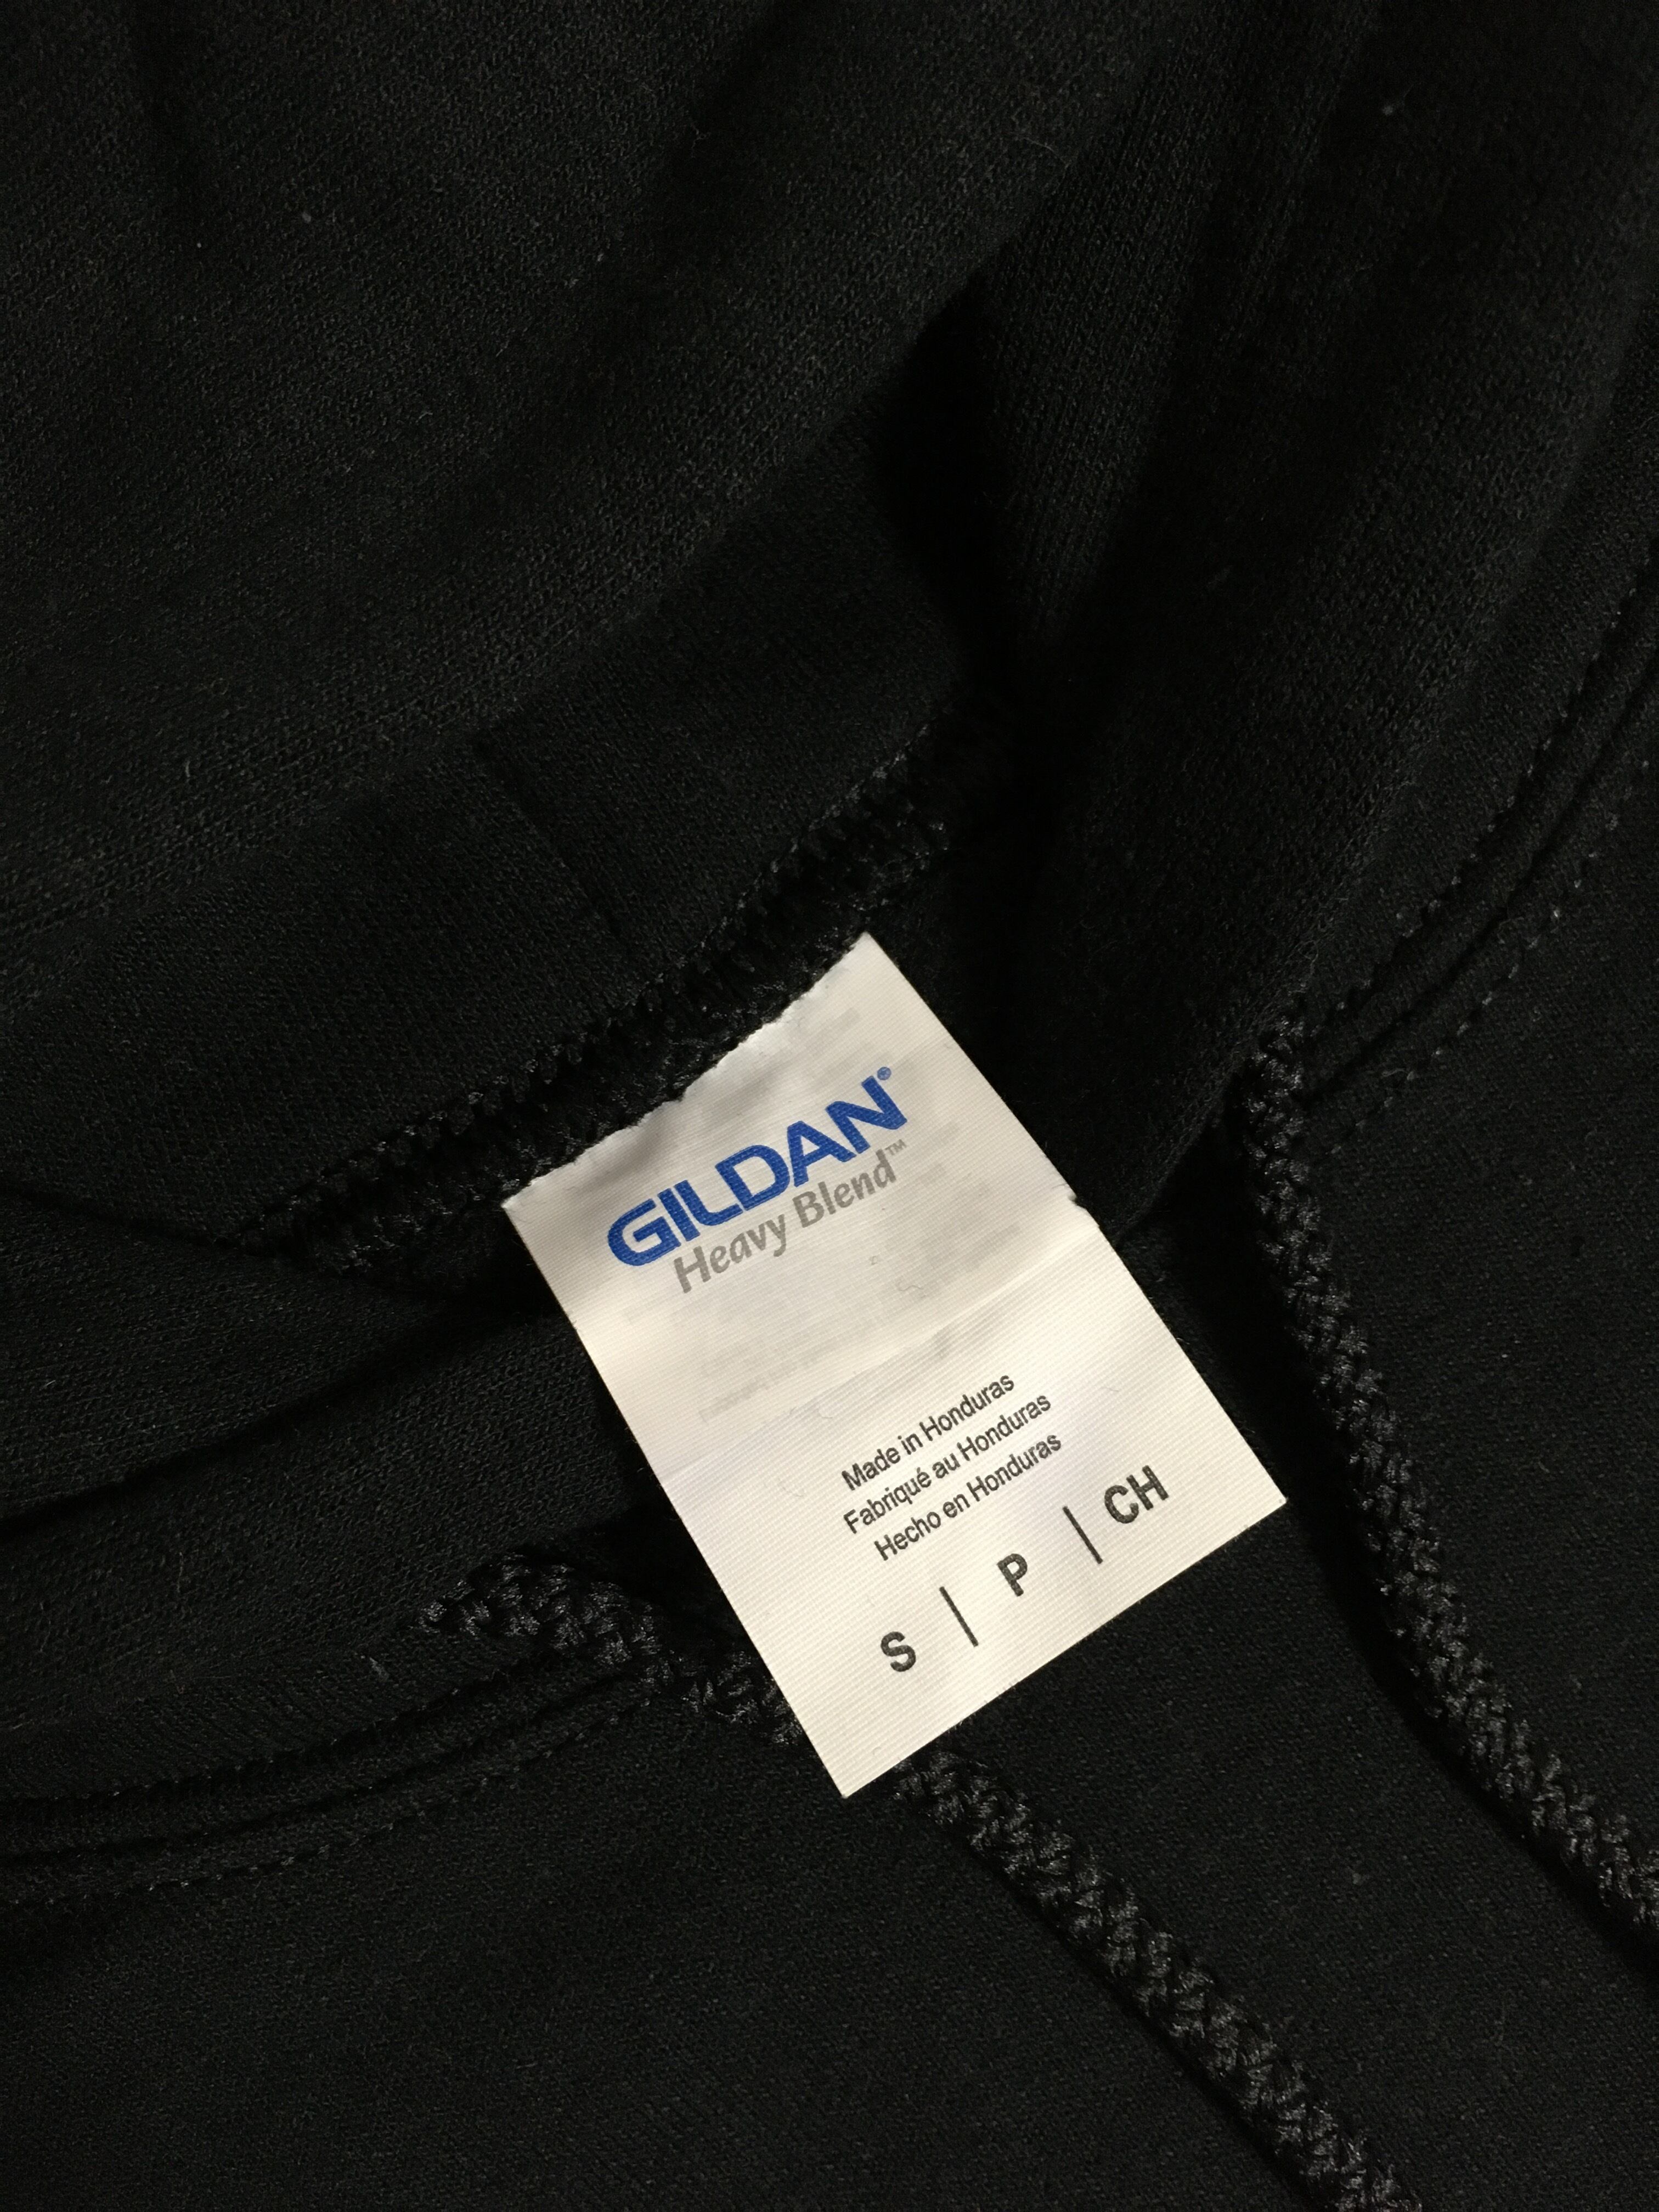 GILDAN®
Heavy Blend™
Made in Honduras
Fabriqué au Honduras
Hecho en Honduras
S | P | CH